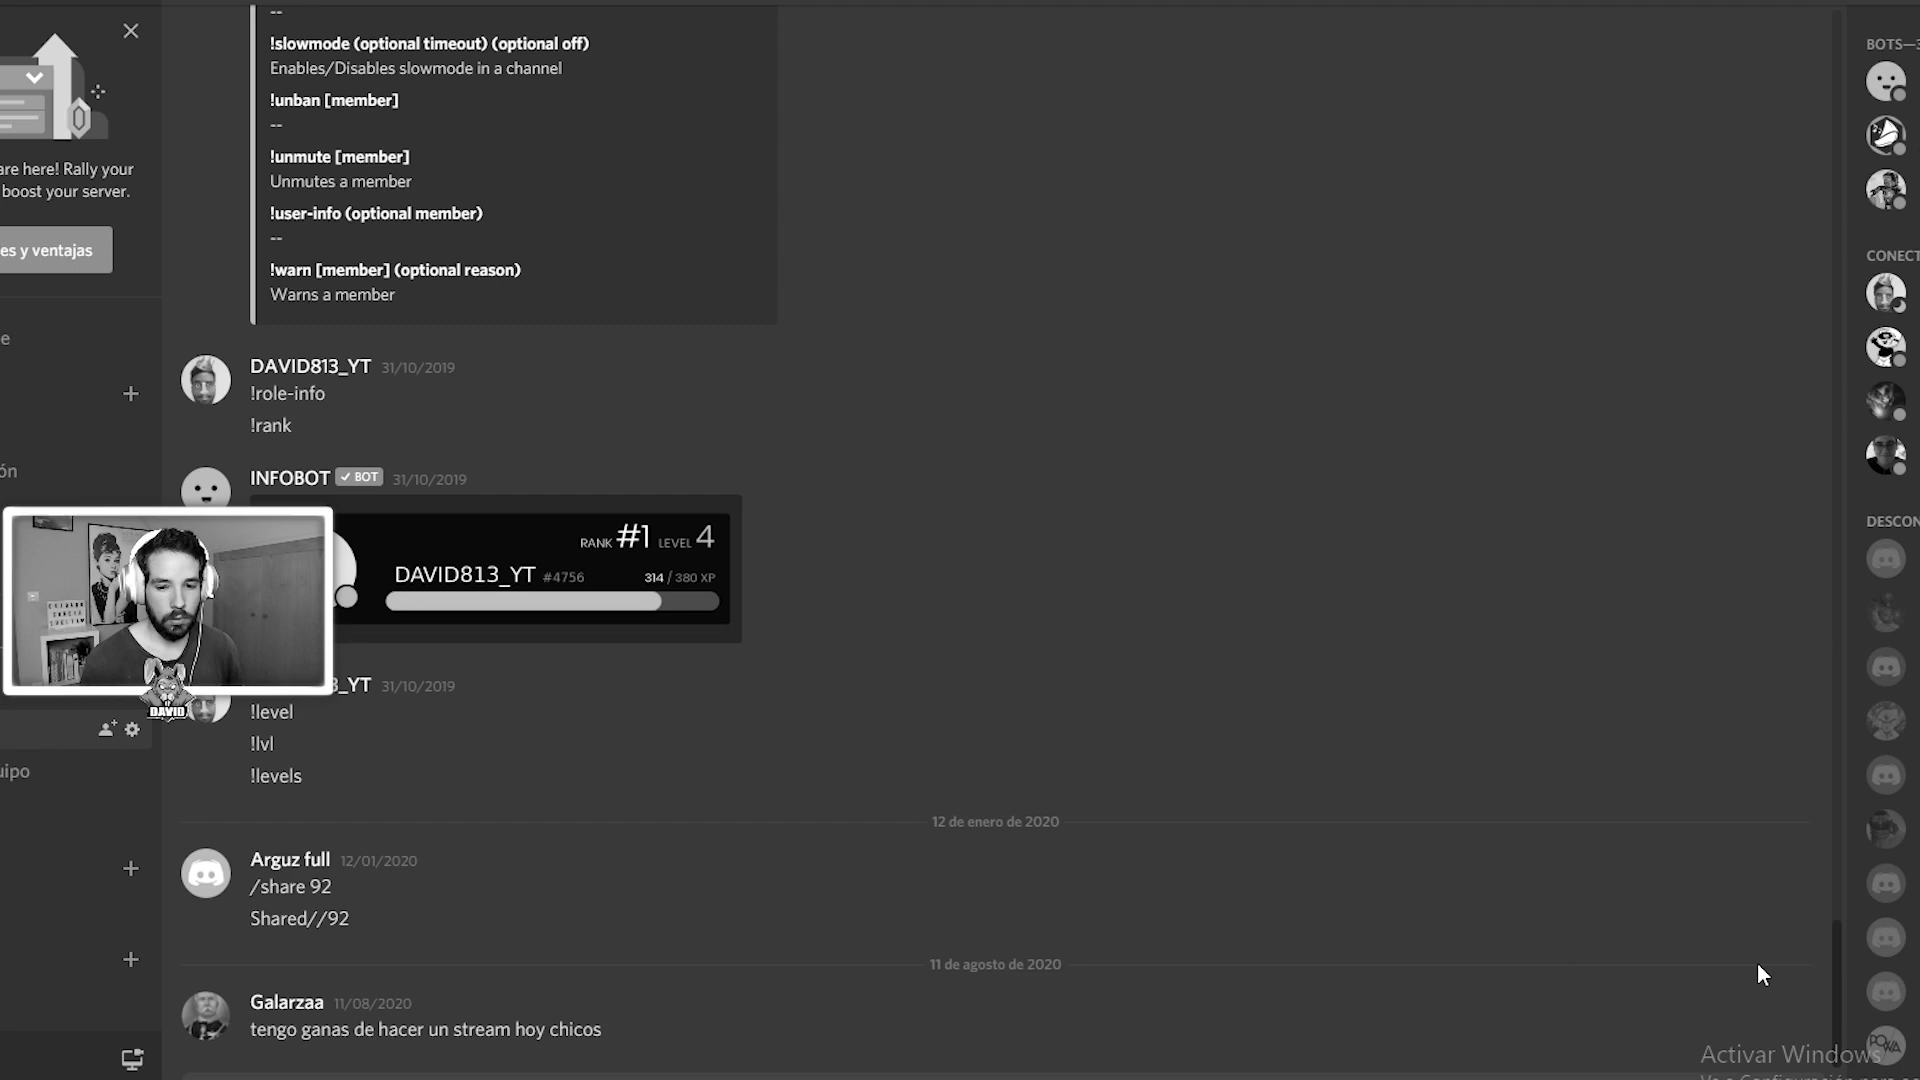 --
!slowmode (optional timeout) (optional off)
Enables/Disables slowmode in a channel
!unban [member]
--
!unmute [member]
Unmutes a member
!user-info (optional member)
--
!warn [member] (optional reason)
Warns a member
are here! Rally your
boost your server.
es y ventajas
e
ón
uipo
DAVID813_YT 31/10/2019
!role-info
!rank
INFOBOT ✓ BOT 31/10/2019
RANK #1 LEVEL 4
DAVID813_YT #4756 314 / 380 XP
3_YT 31/10/2019
!level
!lvl
!levels
DAVID
12 de enero de 2020
Arguz full 12/01/2020
/share 92
Shared//92
11 de agosto de 2020
Galarzaa 11/08/2020
tengo ganas de hacer un stream hoy chicos
BOTS—3
CONECT
DESCON
POWA
Activar Windows